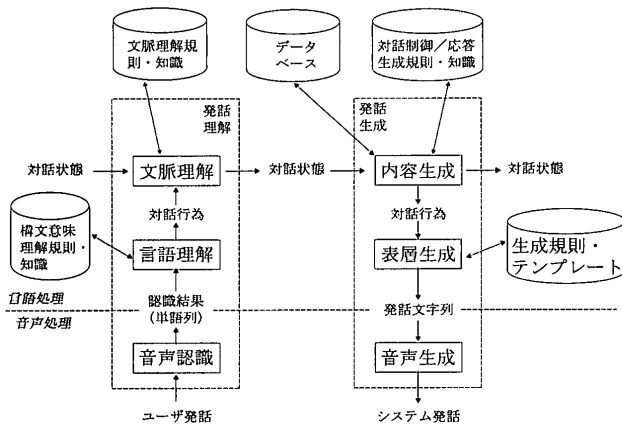 文脈理解規
則・知識
データ
ベース
対話制御／応答
生成規則・知識
発話
理解
発話
生成
対話状態
文脈理解
対話状態
内容生成
対話状態
対話行為
対話行為
構文意味
理解規則・
知識
言語理解
表層生成
生成規則・
テンプレート
言語処理
音声処理
認識結果
(単語列)
発話文字列
音声認識
音声生成
ユーザ発話
システム発話